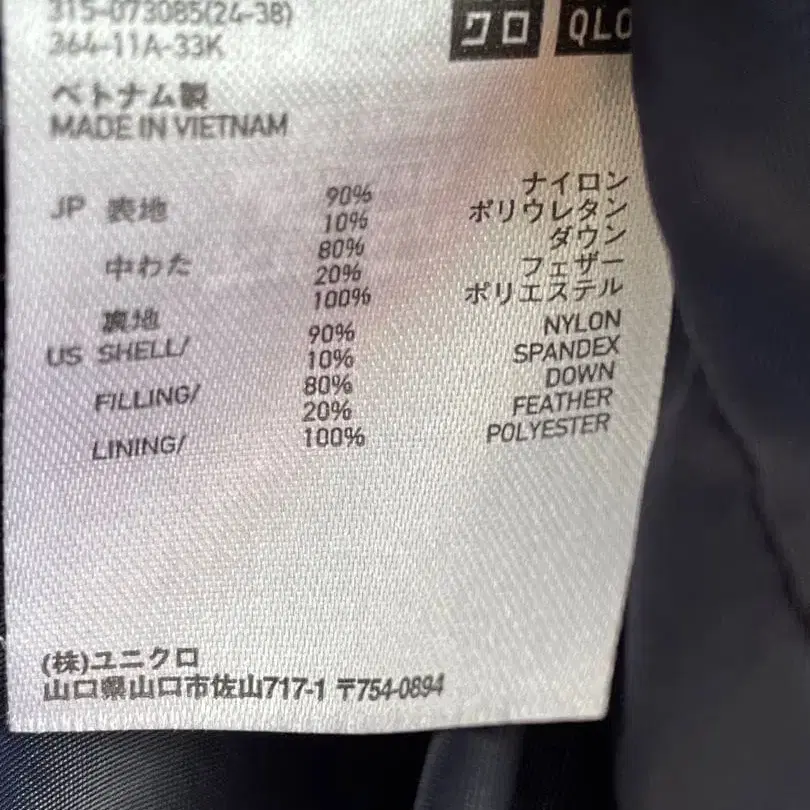 315-073085(24-38)
364-11A-33K
クロ QLO
ベトナム製
MADE IN VIETNAM
JP 表地 90% ナイロン
10% ポリウレタン
中わた 80% ダウン
20% フェザー
裏地 100% ポリエステル
US SHELL/ 90% NYLON
10% SPANDEX
FILLING/ 80% DOWN
20% FEATHER
LINING/ 100% POLYESTER
(株)ユニクロ
山口県山口市佐山717-1 〒754-0894